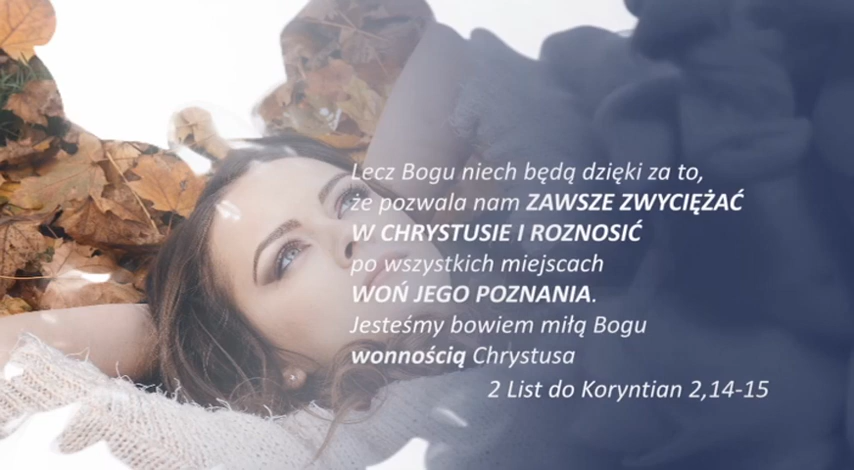 Lecz Bogu niech będą dzięki za to,
że pozwala nam ZAWSZE ZWYCIĘŻAĆ
W CHRYSTUSIE I ROZNOSIĆ
po wszystkich miejscach
WOŃ JEGO POZNANIA.
Jesteśmy bowiem miłą Bogu
wonnością Chrystusa
2 List do Koryntian 2,14-15